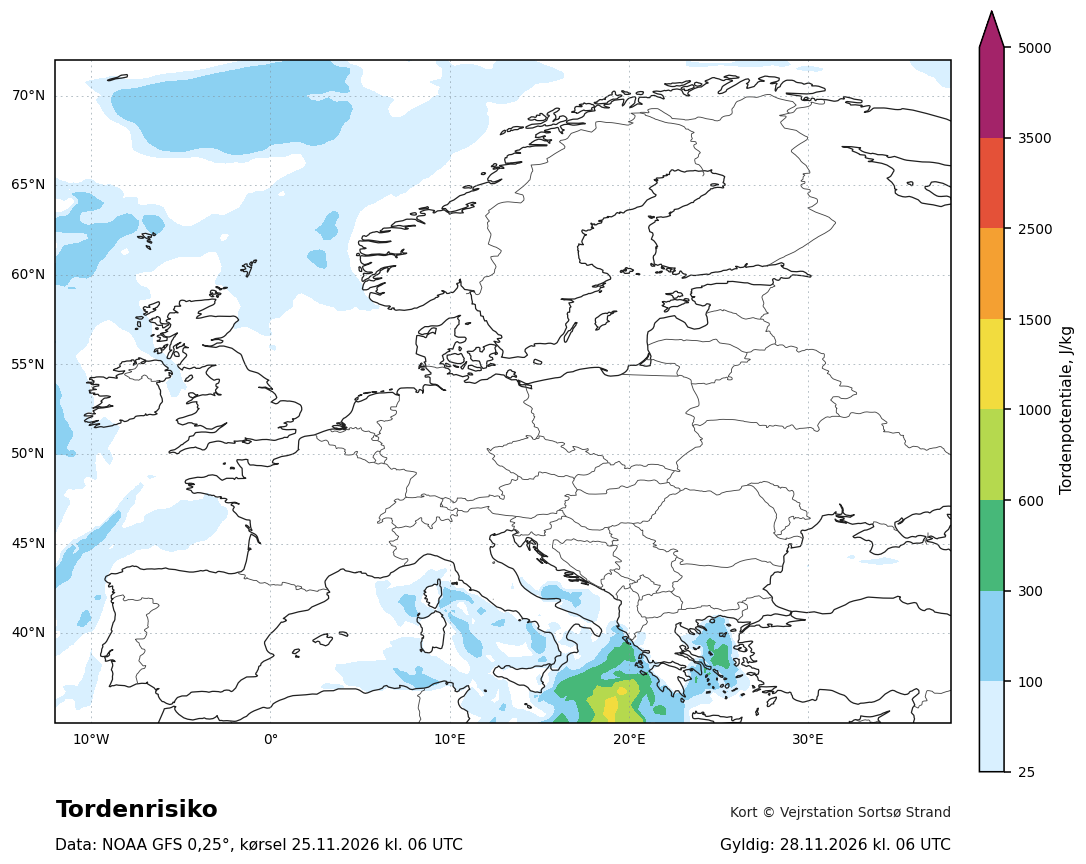 70°N
65°N
60°N
55°N
50°N
45°N
40°N
10°W
0°
10°E
20°E
30°E
5000
3500
2500
1500
1000
600
300
100
25
Tordenpotentiale, J/kg
Tordenrisiko
Kort © Vejrstation Sortsø Strand
Data: NOAA GFS 0,25°, kørsel 25.11.2026 kl. 06 UTC
Gyldig: 28.11.2026 kl. 06 UTC